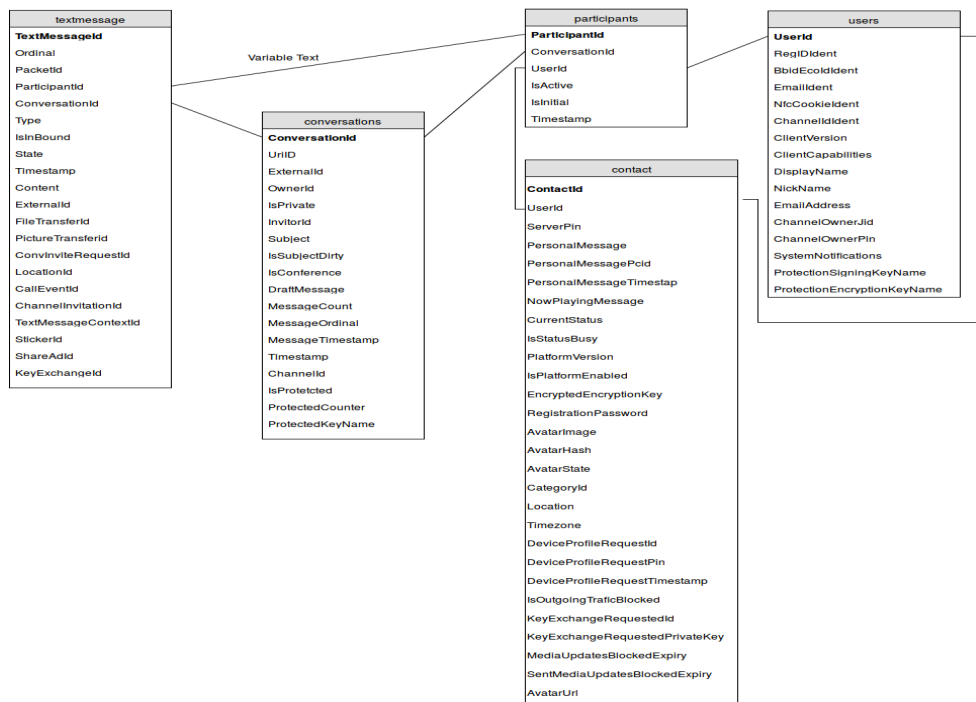 textmessage
TextMessageId
Ordinal
PacketId
ParticipantId
ConversationId
Type
IsInBound
State
Timestamp
Content
ExternalId
FileTransferId
PictureTransferid
ConvInviteRequestId
LocationId
CallEventId
ChannelInvitationId
TextMessageContextId
StickerId
ShareAdId
KeyExchangeId
Variable Text
conversations
ConversationId
UrlID
ExternalId
OwnerId
IsPrivate
InvitorId
Subject
IsSubjectDirty
IsConference
DraftMessage
MessageCount
MessageOrdinal
MessageTimestamp
Timestamp
ChannelId
IsProtetcted
ProtectedCounter
ProtectedKeyName
participants
ParticipantId
ConversationId
UserId
IsActive
IsInitial
Timestamp
contact
ContactId
UserId
ServerPin
PersonalMessage
PersonalMessagePcid
PersonalMessageTimestap
NowPlayingMessage
CurrentStatus
IsStatusBusy
PlatformVersion
IsPlatformEnabled
EncryptedEncryptionKey
RegistrationPassword
AvatarImage
AvatarHash
AvatarState
CategoryId
Location
Timezone
DeviceProfileRequestId
DeviceProfileRequestPin
DeviceProfileRequestTimestamp
IsOutgoingTraficBlocked
KeyExchangeRequestedId
KeyExchangeRequestedPrivateKey
MediaUpdatesBlockedExpiry
SentMediaUpdatesBlockedExpiry
AvatarUrl
users
UserId
RegIDIdent
BbidEcoIdIdent
EmailIdent
NfcCookieIdent
ChannelIdIdent
ClientVersion
ClientCapabilities
DisplayName
NickName
EmailAddress
ChannelOwnerJid
ChannelOwnerPin
SystemNotifications
ProtectionSigningKeyName
ProtectionEncryptionKeyName